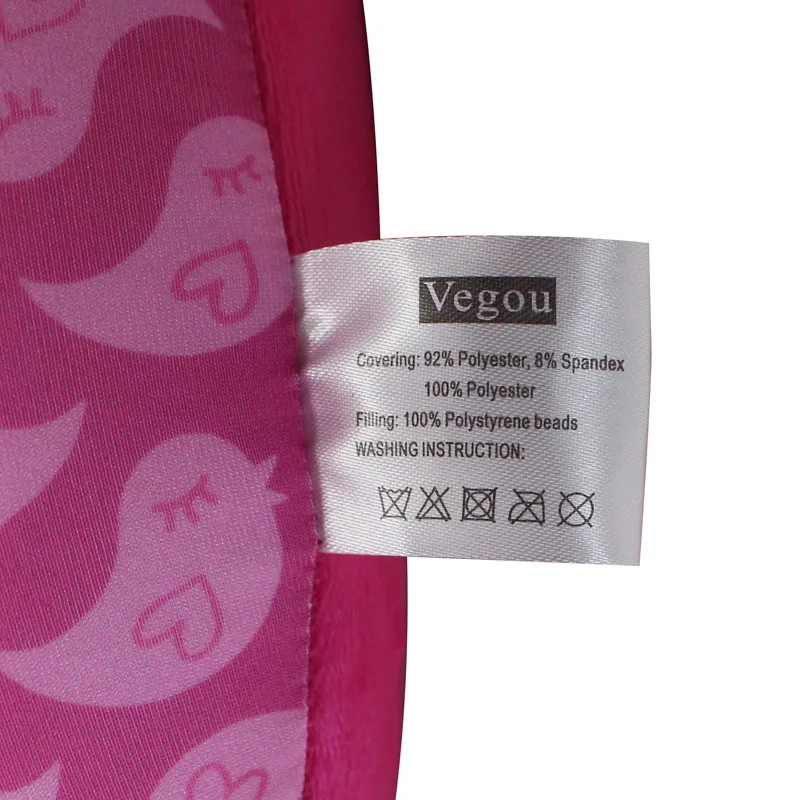 Vegou
Covering: 92% Polyester, 8% Spandex
100% Polyester
Filling: 100% Polystyrene beads
WASHING INSTRUCTION: